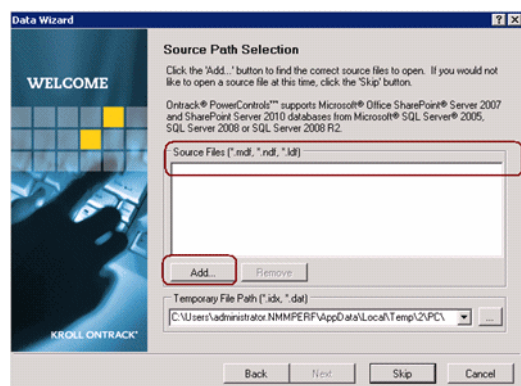 Data Wizard
WELCOME
KROLL ONTRACK®
Source Path Selection
Click the 'Add...' button to find the correct source files to open. If you would not
like to open a source file at this time, click the 'Skip' button.
Ontrack® PowerControls™ supports Microsoft® Office SharePoint® Server 2007
and SharePoint Server 2010 databases from Microsoft® SQL Server® 2005,
SQL Server 2008 or SQL Server 2008 R2.
Source Files (*.mdf, *.ndf, *.ldf)
Add... Remove
Temporary File Path (*.idx, *.dat)
C:\Users\administrator.NMMPERF\AppData\Local\Temp\2\PC\ ...
Back Next Skip Cancel